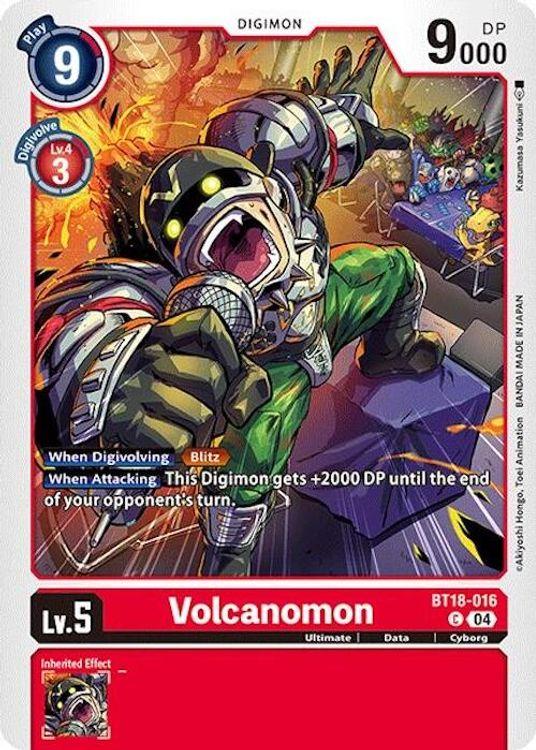 DIGIMON
Play
9
DP
9000
Digivolve
Lv.4
3
Kazumasa Yasukuni
©Akiyoshi Hongo, Toei Animation BANDAI MADE IN JAPAN
When Digivolving Blitz
When Attacking This Digimon gets +2000 DP until the end
of your opponent's turn.
Lv.5
Volcanomon
BT18-016
C 04
Ultimate | Data | Cyborg
Inherited Effect
–